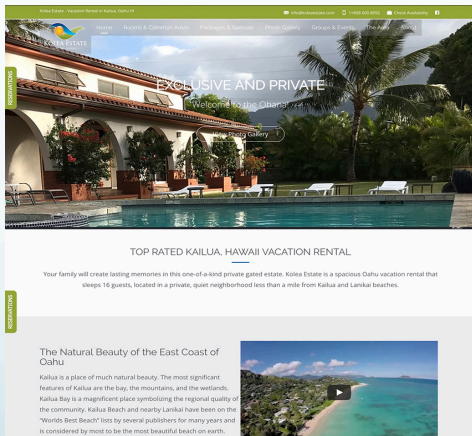 Kolea Estate - Vacation Rental in Kailua, Oahu HI
Check Availability
KOLEA ESTATE
Home
Rooms & Common Areas
Packages & Specials
Photo Gallery
Groups & Events
The Area
About
RESERVATIONS
EXCLUSIVE AND PRIVATE
Welcome to the Ohana!
Photo Gallery
TOP RATED KAILUA, HAWAII VACATION RENTAL
Your family will create lasting memories in this one-of-a-kind private gated estate. Kolea Estate is a spacious Oahu vacation rental that
sleeps 16 guests, located in a private, quiet neighborhood less than a mile from Kailua and Lanikai beaches.
RESERVATIONS
The Natural Beauty of the East Coast of
Oahu
Kailua is a place of much natural beauty. The most significant
features of Kailua are the bay, the mountains, and the wetlands.
Kailua Bay is a magnificent place symbolizing the regional quality of
the community. Kailua Beach and nearby Lanikai have been on the
"Worlds Best Beach" lists by several publishers for many years and
is considered by most to be the most beautiful beach on earth.